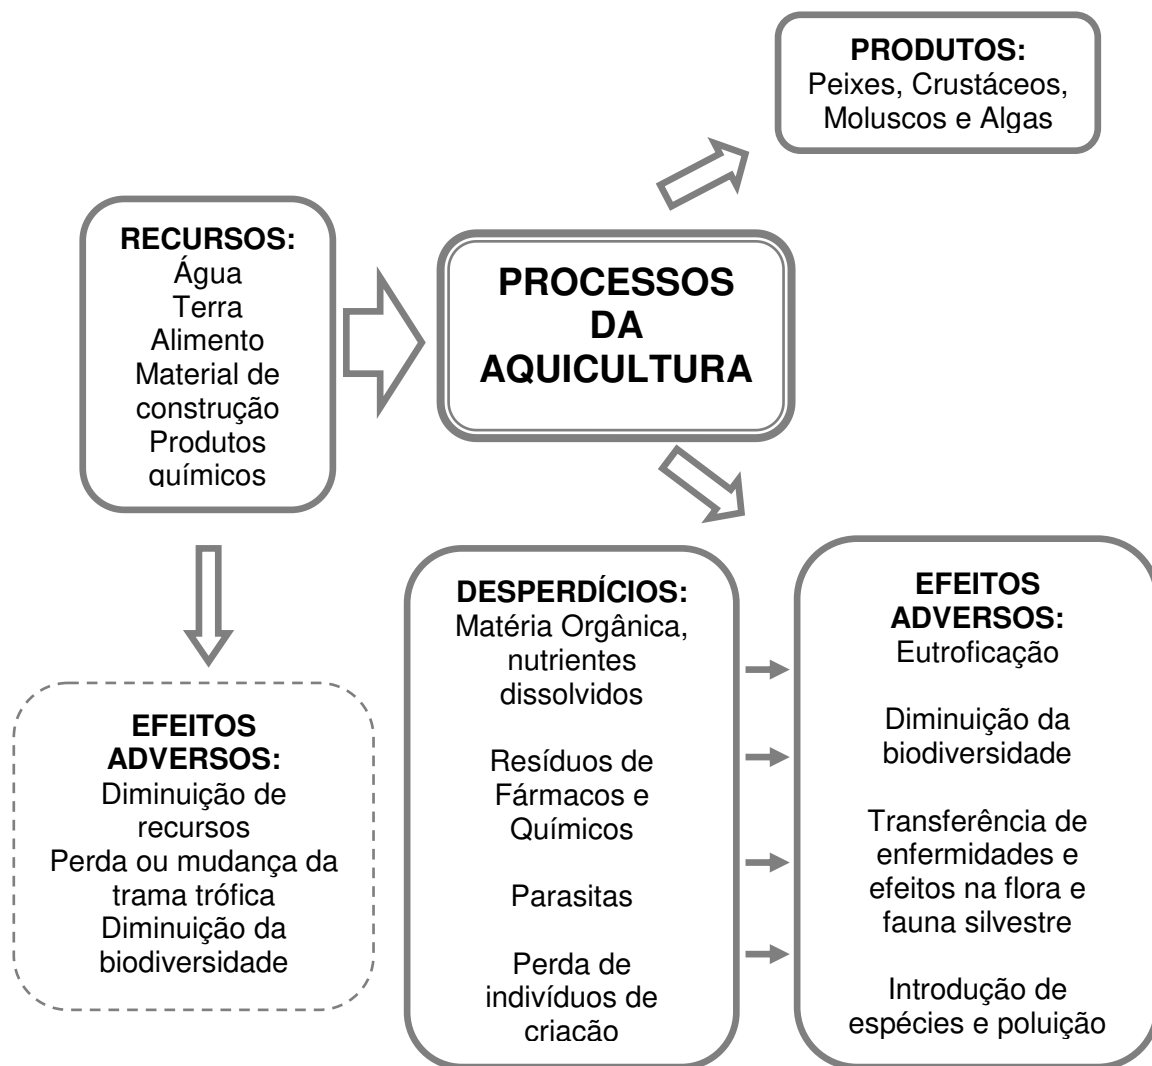 PRODUTOS:
Peixes, Crustáceos,
Moluscos e Algas
RECURSOS:
Água
Terra
Alimento
Material de
construção
Produtos
químicos
PROCESSOS
DA
AQUICULTURA
EFEITOS
ADVERSOS:
Diminuição de
recursos
Perda ou mudança da
trama trófica
Diminuição da
biodiversidade
DESPERDÍCIOS:
Matéria Orgânica,
nutrientes
dissolvidos
Resíduos de
Fármacos e
Químicos
Parasitas
Perda de
indivíduos de
criação
EFEITOS
ADVERSOS:
Eutroficação
Diminuição da
biodiversidade
Transferência de
enfermidades e
efeitos na flora e
fauna silvestre
Introdução de
espécies e poluição